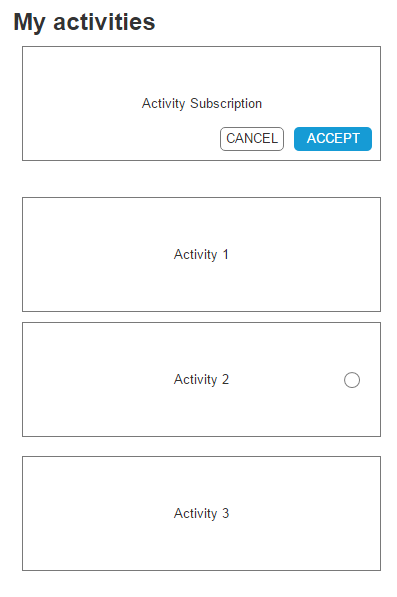 My activities
Activity Subscription
CANCEL ACCEPT
Activity 1
Activity 2
Activity 3